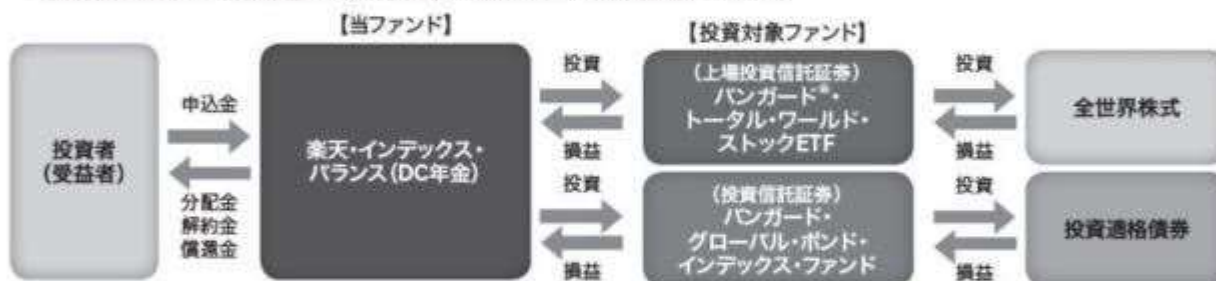 【当ファンド】
【投資対象ファンド】
投資者
(受益者)
申込金
分配金
解約金
償還金
楽天・インデックス・
バランス(DC年金)
投資
損益
投資
損益
(上場投資信託証券)
バンガード®・
トータル・ワールド・
ストックETF
(投資信託証券)
バンガード・
グローバル・ボンド・
インデックス・ファンド
投資
損益
投資
損益
全世界株式
投資適格債券